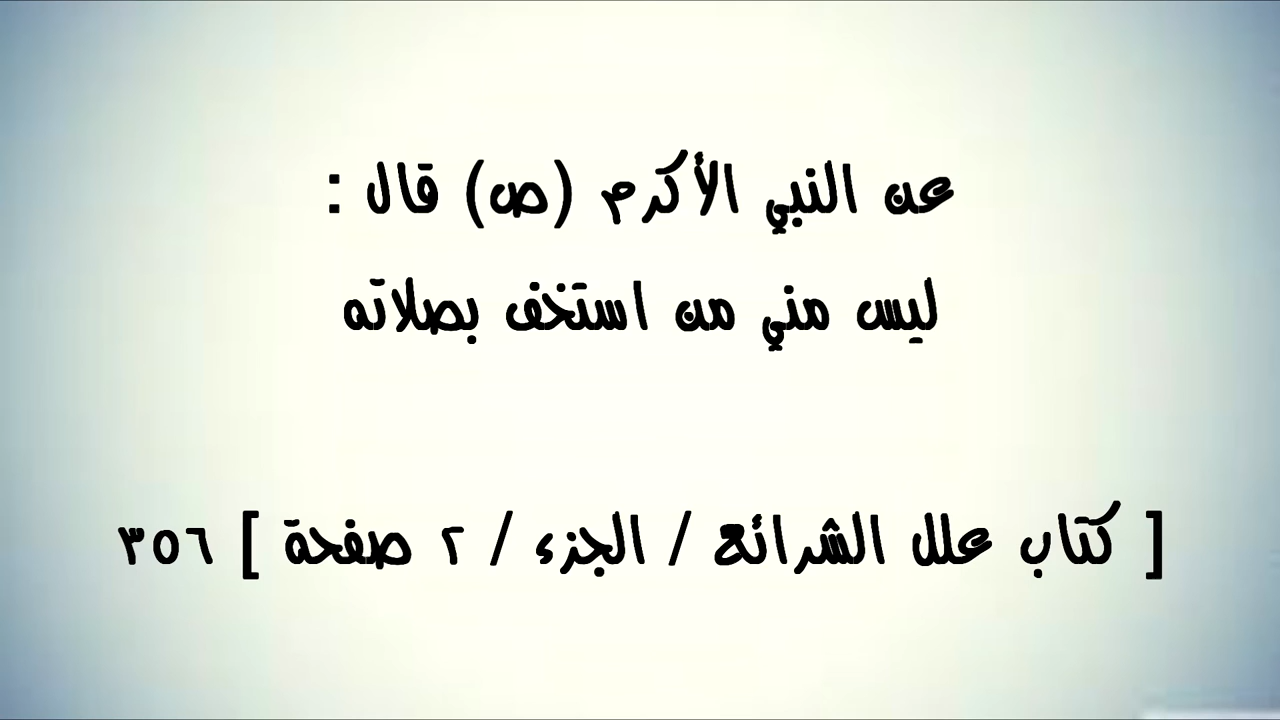 عن النبي الأكرم (ص) قال :
ليس مني من استخف بصلاته
[ كتاب علل الشرائع / الجزء / ٢ صفحة ] ٣٥٦